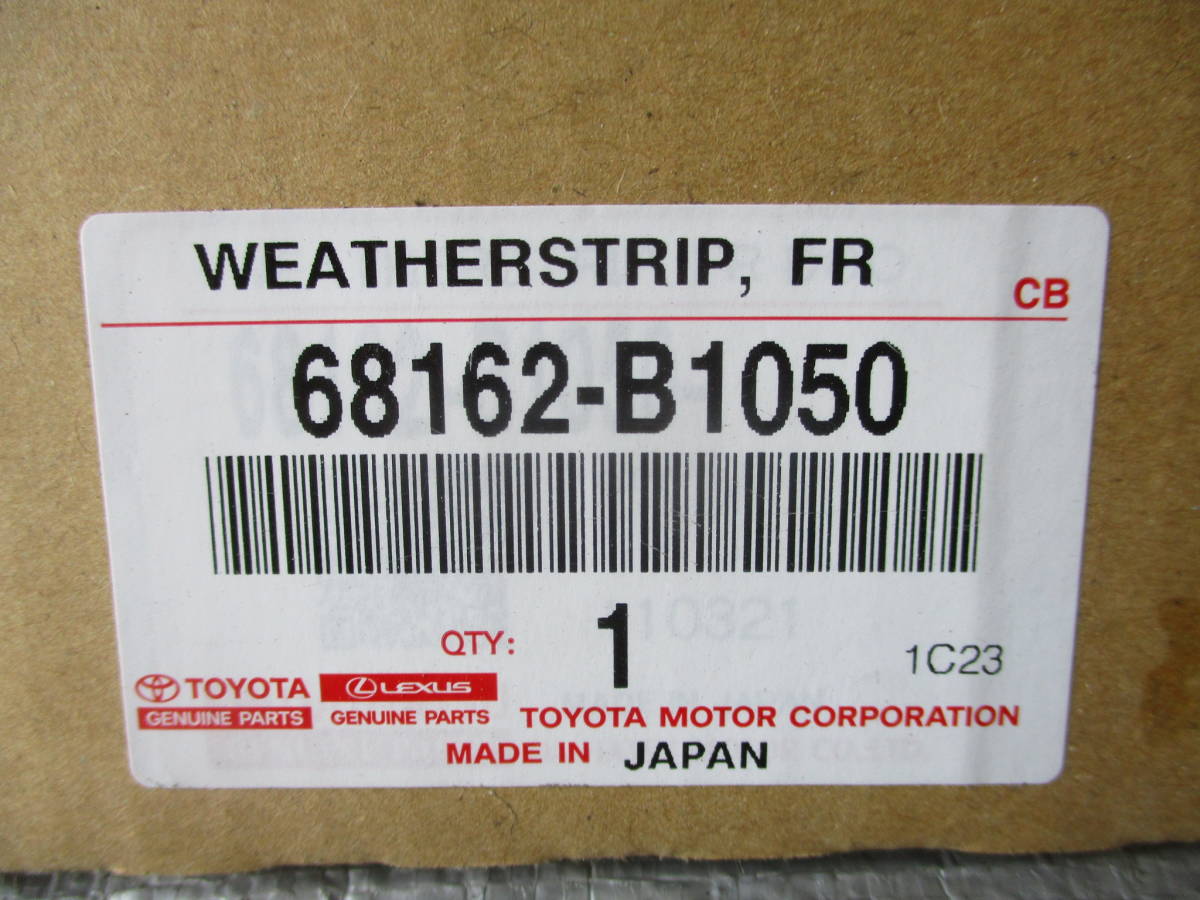 WEATHERSTRIP, FR
CB
68162-B1050
QTY: 1
1C23
TOYOTA LEXUS
GENUINE PARTS GENUINE PARTS TOYOTA MOTOR CORPORATION
MADE IN JAPAN